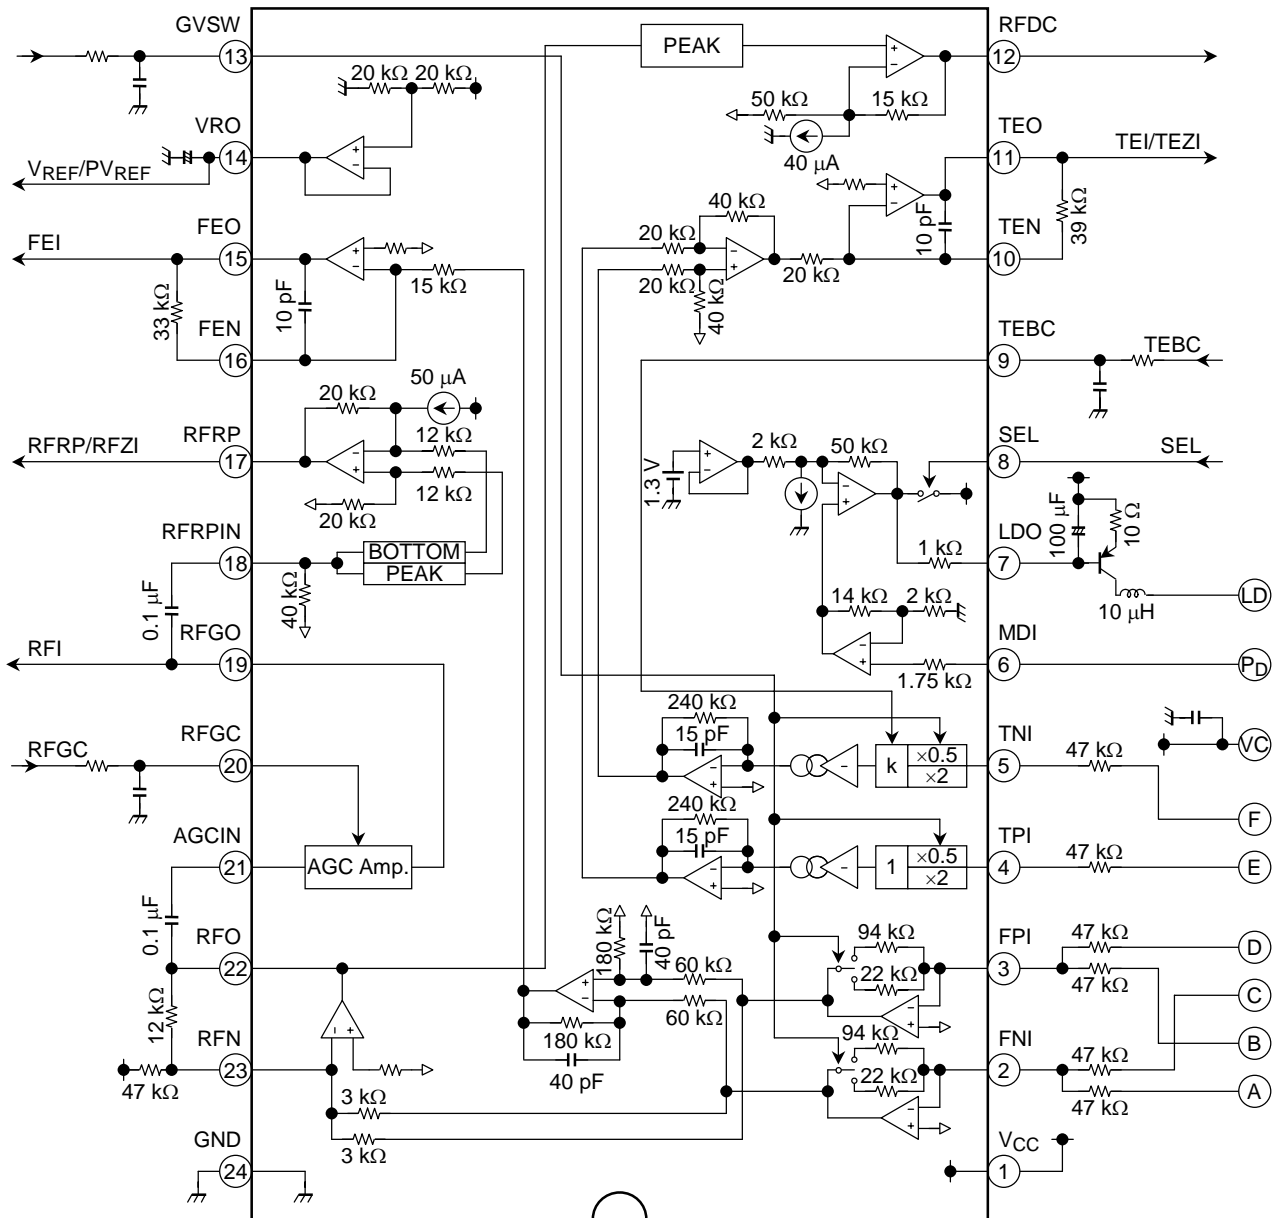 GVSW
13
PEAK
RFDC
12
20 kΩ 20 kΩ
50 kΩ
15 kΩ
40 μA
VRO
14
VREF/PVREF
TEO
11
TEI/TEZI
39 kΩ
10 pF
TEN
10
40 kΩ
20 kΩ
20 kΩ
20 kΩ
40 kΩ
FEO
15
FEI
33 kΩ
10 pF
15 kΩ
FEN
16
TEBC
9
TEBC
50 μA
20 kΩ
12 kΩ
12 kΩ
20 kΩ
RFRP
17
RFRP/RFZI
1.3 V
2 kΩ
50 kΩ
SEL
8
SEL
100 μF
10 Ω
LDO
7
1 kΩ
10 μH
LD
RFRPIN
18
BOTTOM
PEAK
40 kΩ
0.1 μF
14 kΩ
2 kΩ
MDI
6
1.75 kΩ
PD
RFGO
19
RFI
240 kΩ
15 pF
k
×0.5
×2
TNI
5
47 kΩ
VC
F
RFGC
RFGC
20
240 kΩ
15 pF
1
×0.5
×2
TPI
4
47 kΩ
E
AGCIN
21
AGC Amp.
0.1 μF
RFO
22
180 kΩ
40 pF
60 kΩ
60 kΩ
94 kΩ
22 kΩ
FPI
3
47 kΩ
47 kΩ
D
C
12 kΩ
RFN
23
47 kΩ
180 kΩ
40 pF
94 kΩ
22 kΩ
FNI
2
47 kΩ
47 kΩ
B
A
3 kΩ
3 kΩ
GND
24
VCC
1